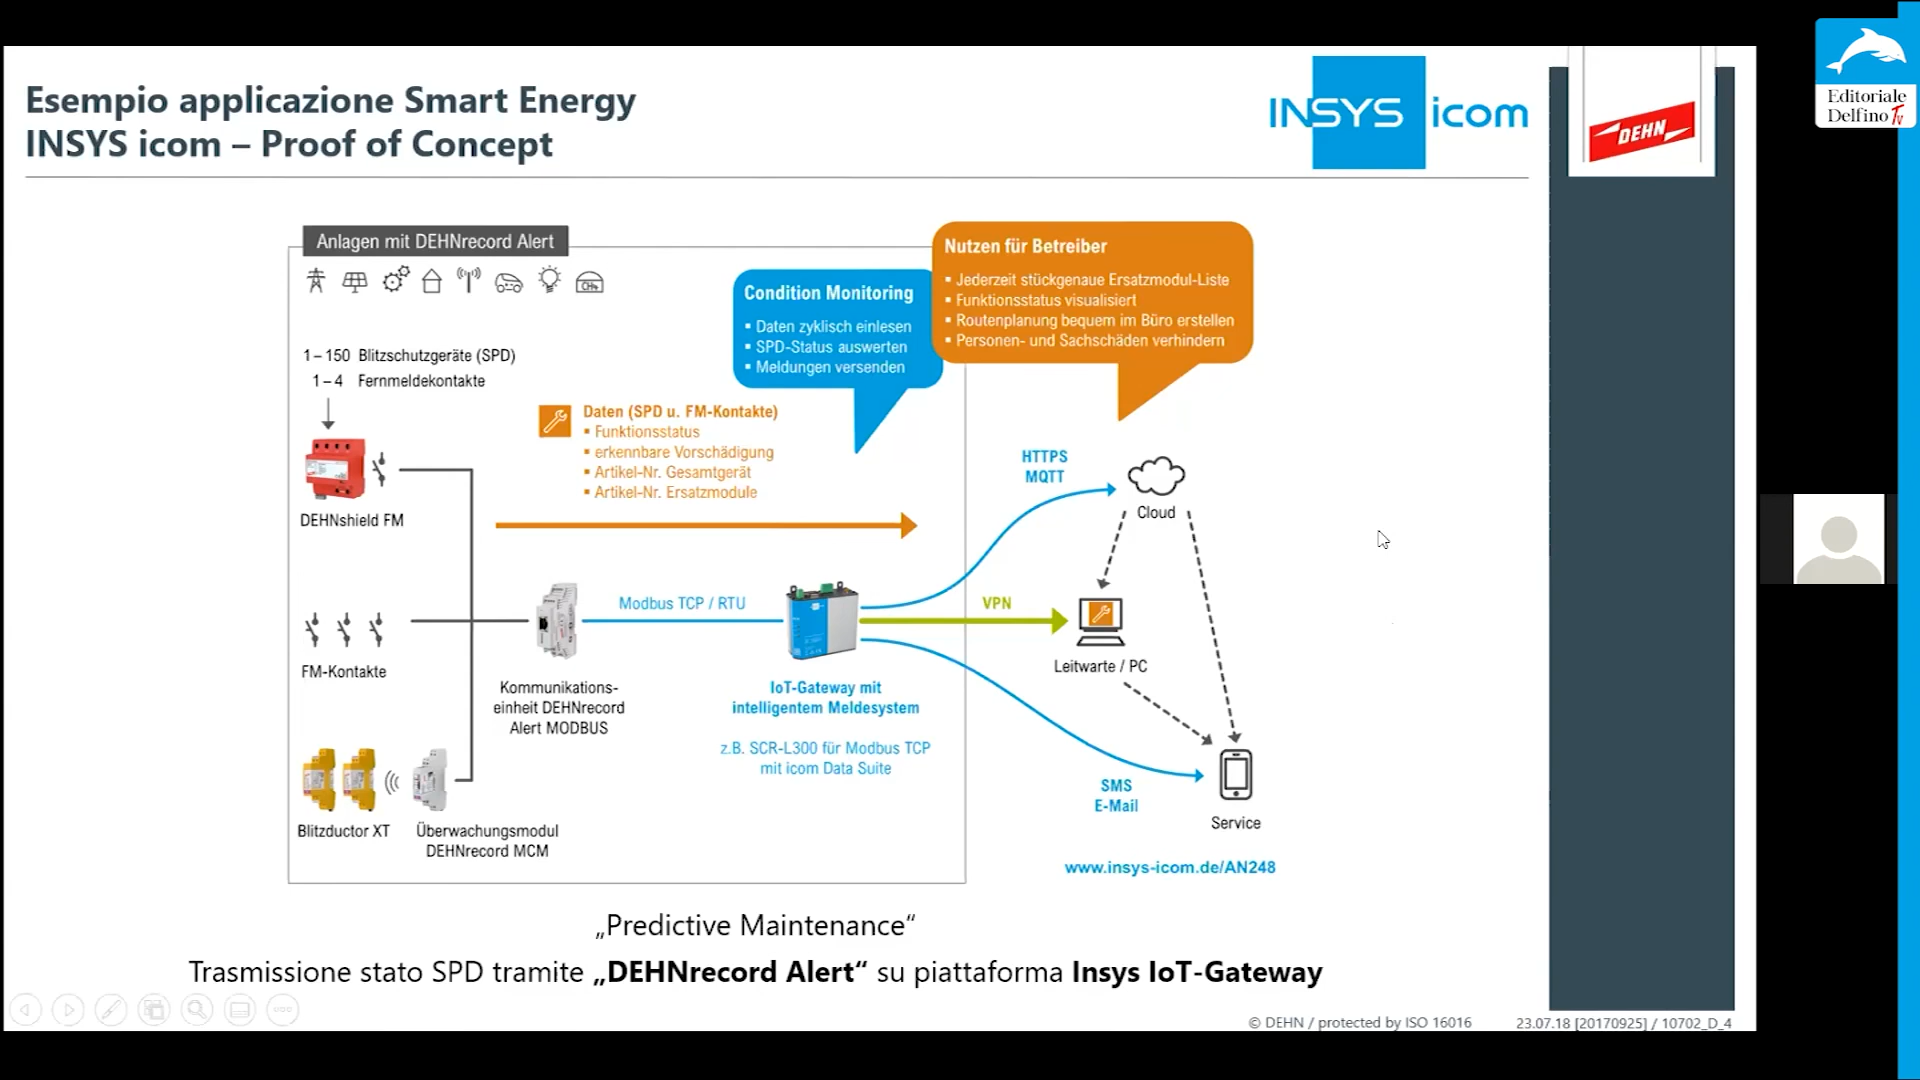 Esempio applicazione Smart Energy
INSYS icom – Proof of Concept
INSYS icom
DEHN
Editoriale
Delfino Tv
Anlagen mit DEHNrecord Alert
CH₄
1 – 150 Blitzschutzgeräte (SPD)
1 – 4 Fernmeldekontakte
DEHNshield FM
FM-Kontakte
Blitzductor XT
Überwachungsmodul
DEHNrecord MCM
Daten (SPD u. FM-Kontakte)
▪ Funktionsstatus
▪ erkennbare Vorschädigung
▪ Artikel-Nr. Gesamtgerät
▪ Artikel-Nr. Ersatzmodule
Kommunikations-
einheit DEHNrecord
Alert MODBUS
Modbus TCP / RTU
Condition Monitoring
▪ Daten zyklisch einlesen
▪ SPD-Status auswerten
▪ Meldungen versenden
IoT-Gateway mit
intelligentem Meldesystem
z.B. SCR-L300 für Modbus TCP
mit icom Data Suite
Nutzen für Betreiber
▪ Jederzeit stückgenaue Ersatzmodul-Liste
▪ Funktionsstatus visualisiert
▪ Routenplanung bequem im Büro erstellen
▪ Personen- und Sachschäden verhindern
HTTPS
MQTT
Cloud
VPN
Leitwarte / PC
SMS
E-Mail
Service
www.insys-icom.de/AN248
„Predictive Maintenance“
Trasmissione stato SPD tramite „DEHNrecord Alert“ su piattaforma Insys IoT-Gateway
© DEHN / protected by ISO 16016
23.07.18 [20170925] / 10702_D_4